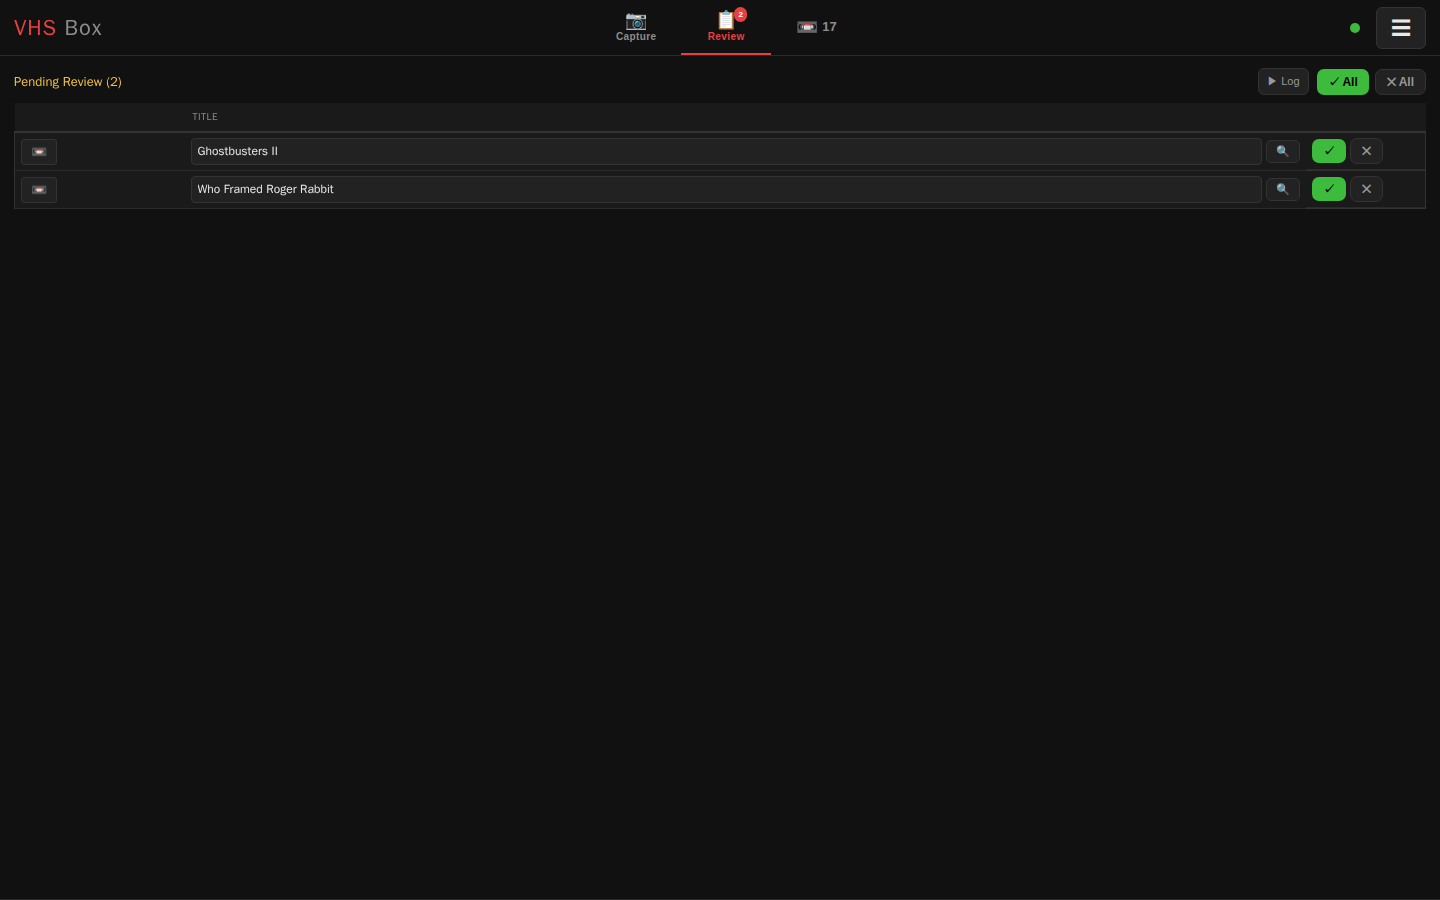 VHS Box
Capture
2
Review
17
Pending Review (2)
▶ Log
✓ All
✕ All
TITLE
Ghostbusters II
✓ ✕
Who Framed Roger Rabbit
✓ ✕